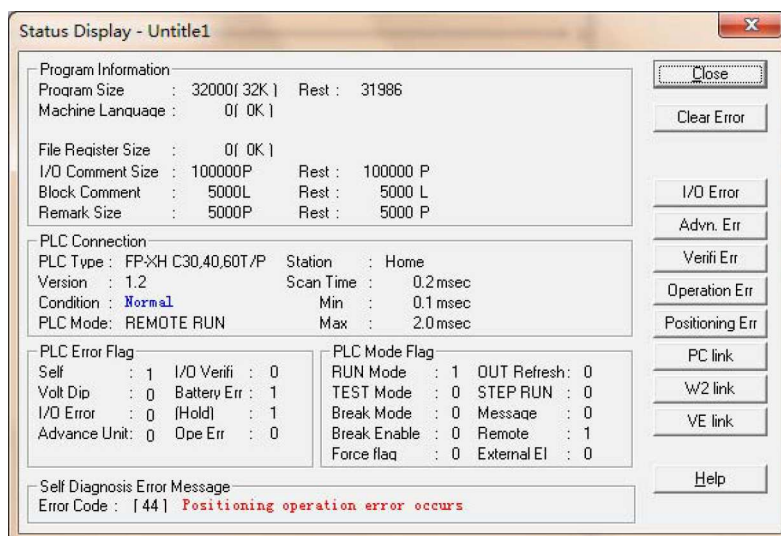 Status Display - Untitle1
Program Information
Program Size : 32000( 32K ) Rest : 31986
Machine Language : 0( 0K )
File Register Size : 0( 0K )
I/O Comment Size : 100000P Rest : 100000 P
Block Comment : 5000L Rest : 5000 L
Remark Size : 5000P Rest : 5000 P
PLC Connection
PLC Type : FP-XH C30,40,60T/P Station : Home
Version : 1.2 Scan Time : 0.2 msec
Condition : Normal Min : 0.1 msec
PLC Mode: REMOTE RUN Max : 2.0 msec
PLC Error Flag
Self : 1 I/O Verifi : 0
Volt Dip : 0 Battery Err : 1
I/O Error : 0 (Hold) : 1
Advance Unit: 0 Ope Err : 0
PLC Mode Flag
RUN Mode : 1 OUT Refresh : 0
TEST Mode : 0 STEP RUN : 0
Break Mode : 0 Message : 0
Break Enable : 0 Remote : 1
Force flag : 0 External EI : 0
Self Diagnosis Error Message
Error Code : [ 44 ] Positioning operation error occurs
Close
Clear Error
I/O Error
Advn. Err
Verifi Err
Operation Err
Positioning Err
PC link
W2 link
VE link
Help